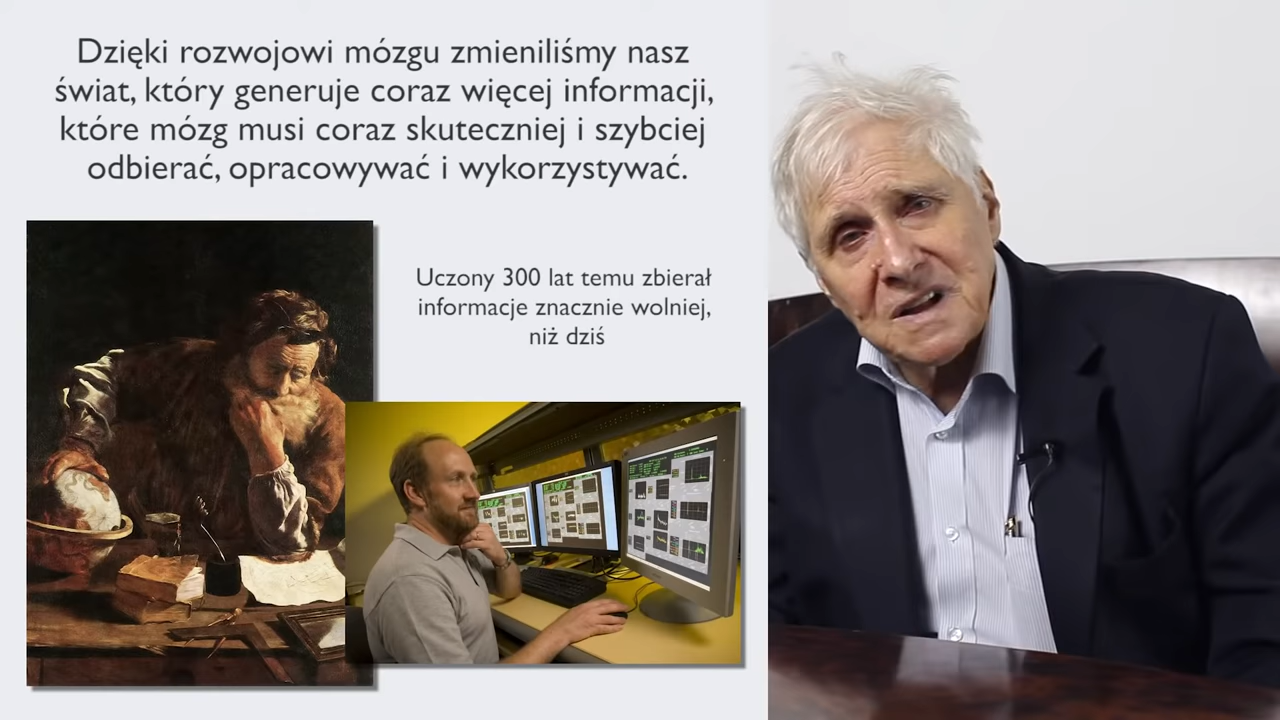 Dzięki rozwojowi mózgu zmieniliśmy nasz
świat, który generuje coraz więcej informacji,
które mózg musi coraz skuteczniej i szybciej
odbierać, opracowywać i wykorzystywać.
Uczony 300 lat temu zbierał
informacje znacznie wolniej,
niż dziś